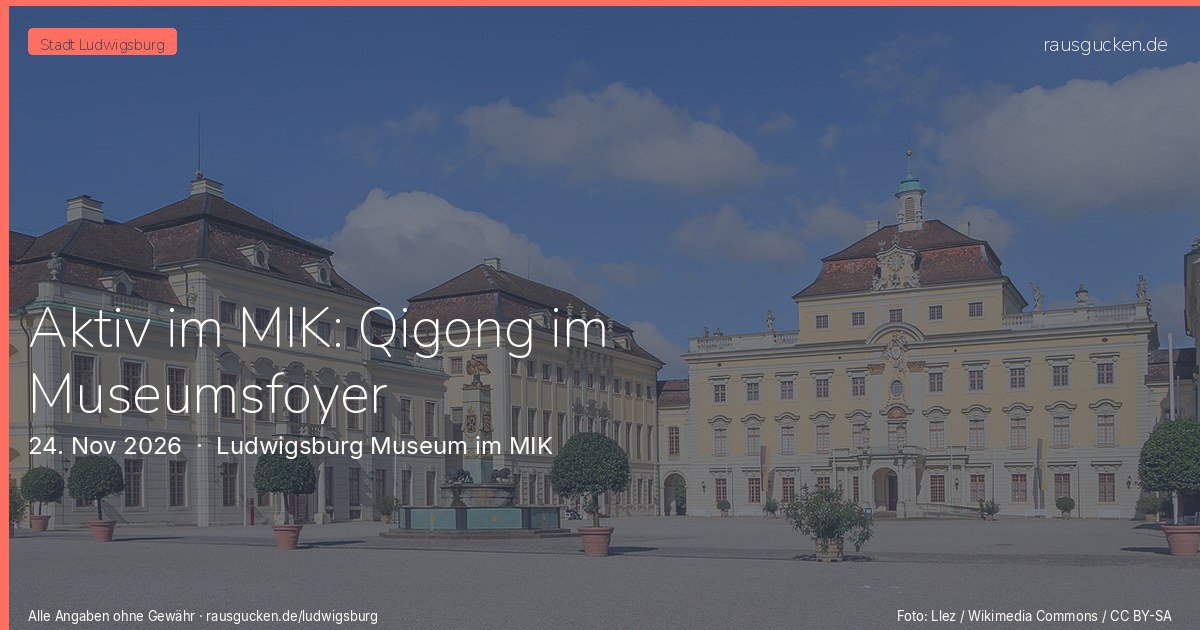 Stadt Ludwigsburg
rausgucken.de
Aktiv im MIK: Qigong im
Museumsfoyer
24. Nov 2026 · Ludwigsburg Museum im MIK
Alle Angaben ohne Gewähr · rausgucken.de/ludwigsburg
Foto: Llez / Wikimedia Commons / CC BY-SA